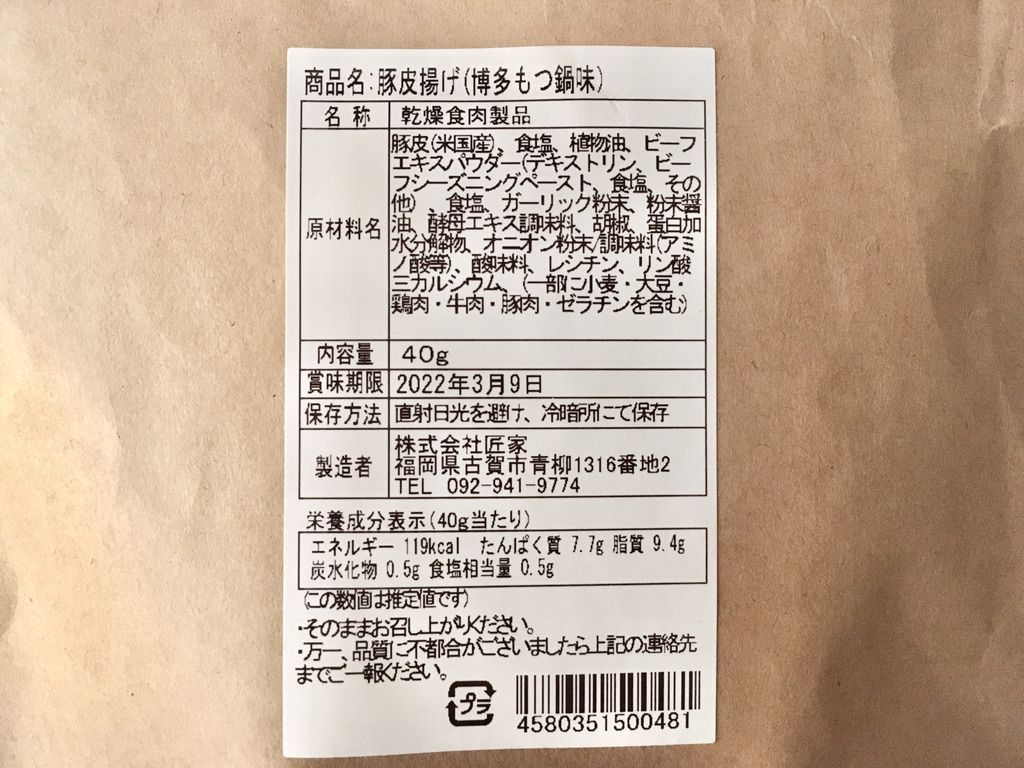 商品名:豚皮揚げ(博多もつ鍋味)
名称 乾燥食肉製品
原材料名 豚皮(米国産)、食塩、植物油、ビーフ
エキスパウダー(デキストリン、ビー
フシーズニングペースト、食塩、その
他)、食塩、ガーリック粉末、粉末醤
油、酵母エキス調味料、胡椒、蛋白加
水分解物、オニオン粉末/調味料(アミ
ノ酸等)、酸味料、レシチン、リン酸
三カルシウム、(一部に小麦・大豆・
鶏肉・牛肉・豚肉・ゼラチンを含む)
内容量 40g
賞味期限 2022年3月9日
保存方法 直射日光を避け、冷暗所にて保存
製造者 株式会社匠家
福岡県古賀市青柳1316番地2
TEL 092-941-9774
栄養成分表示(40g当たり)
エネルギー 119kcal たんぱく質 7.7g 脂質 9.4g
炭水化物 0.5g 食塩相当量 0.5g
(この数値は推定値です)
・そのままお召し上がりください。
・万一、品質に不都合がございましたら上記の連絡先
までご一報ください。
プラ
4580351500481